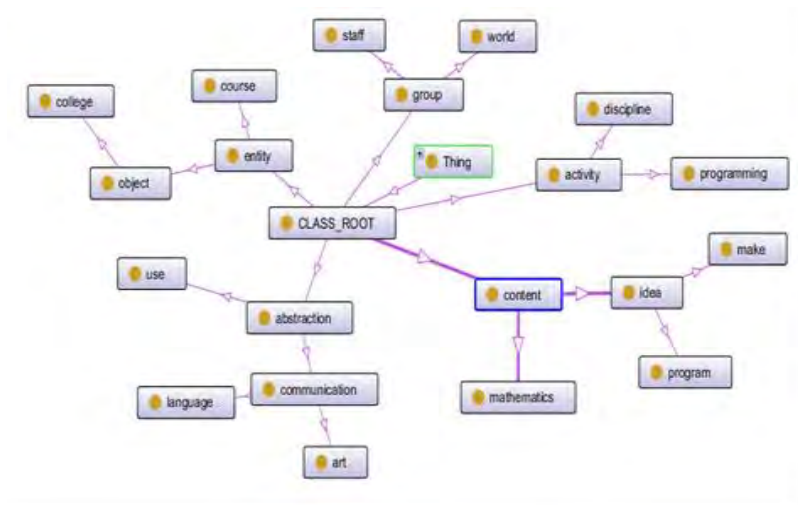 staff
world
course
college
group
discipline
entity
Thing
programming
object
activity
CLASS_ROOT
make
use
content
idea
abstraction
program
communication
mathematics
language
art